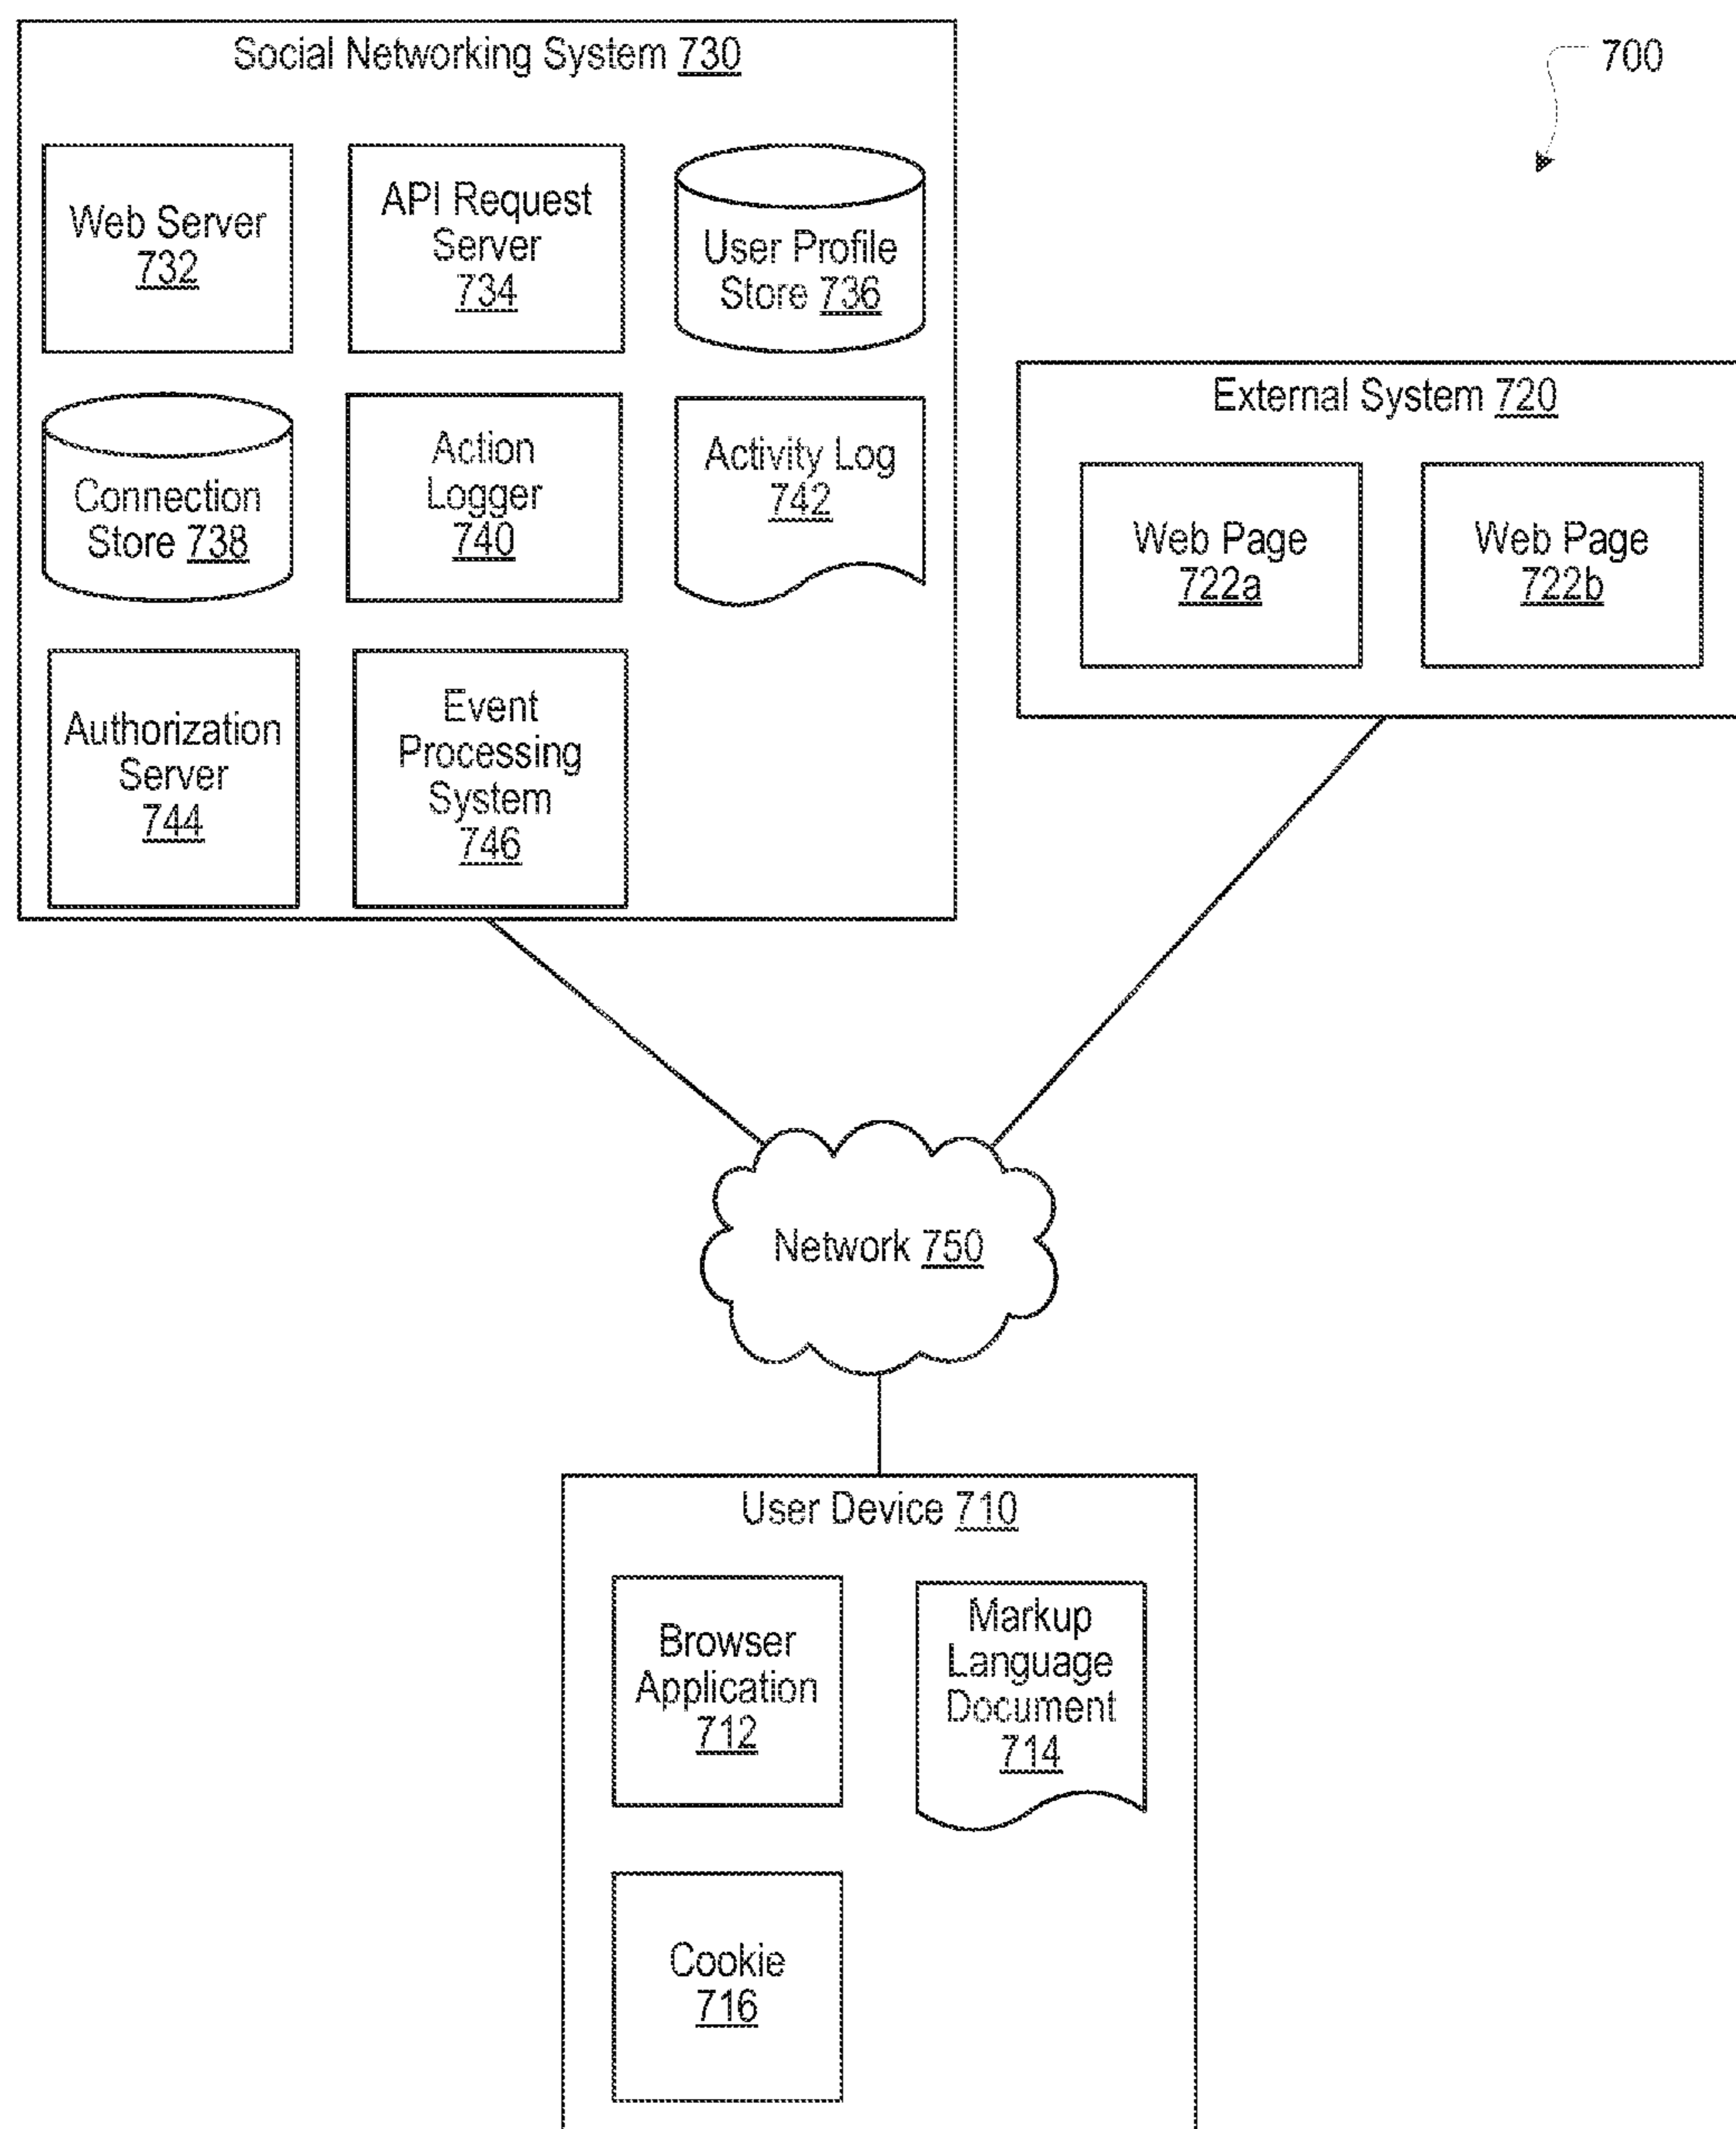 Social Networking System 730
700
Web Server
732
API Request
Server
734
User Profile
Store 736
Connection
Store 738
Action
Logger
740
Activity Log
742
Authorization
Server
744
Event
Processing
System
746
External System 720
Web Page
722a
Web Page
722b
Network 750
User Device 710
Browser
Application
712
Markup
Language
Document
714
Cookie
716